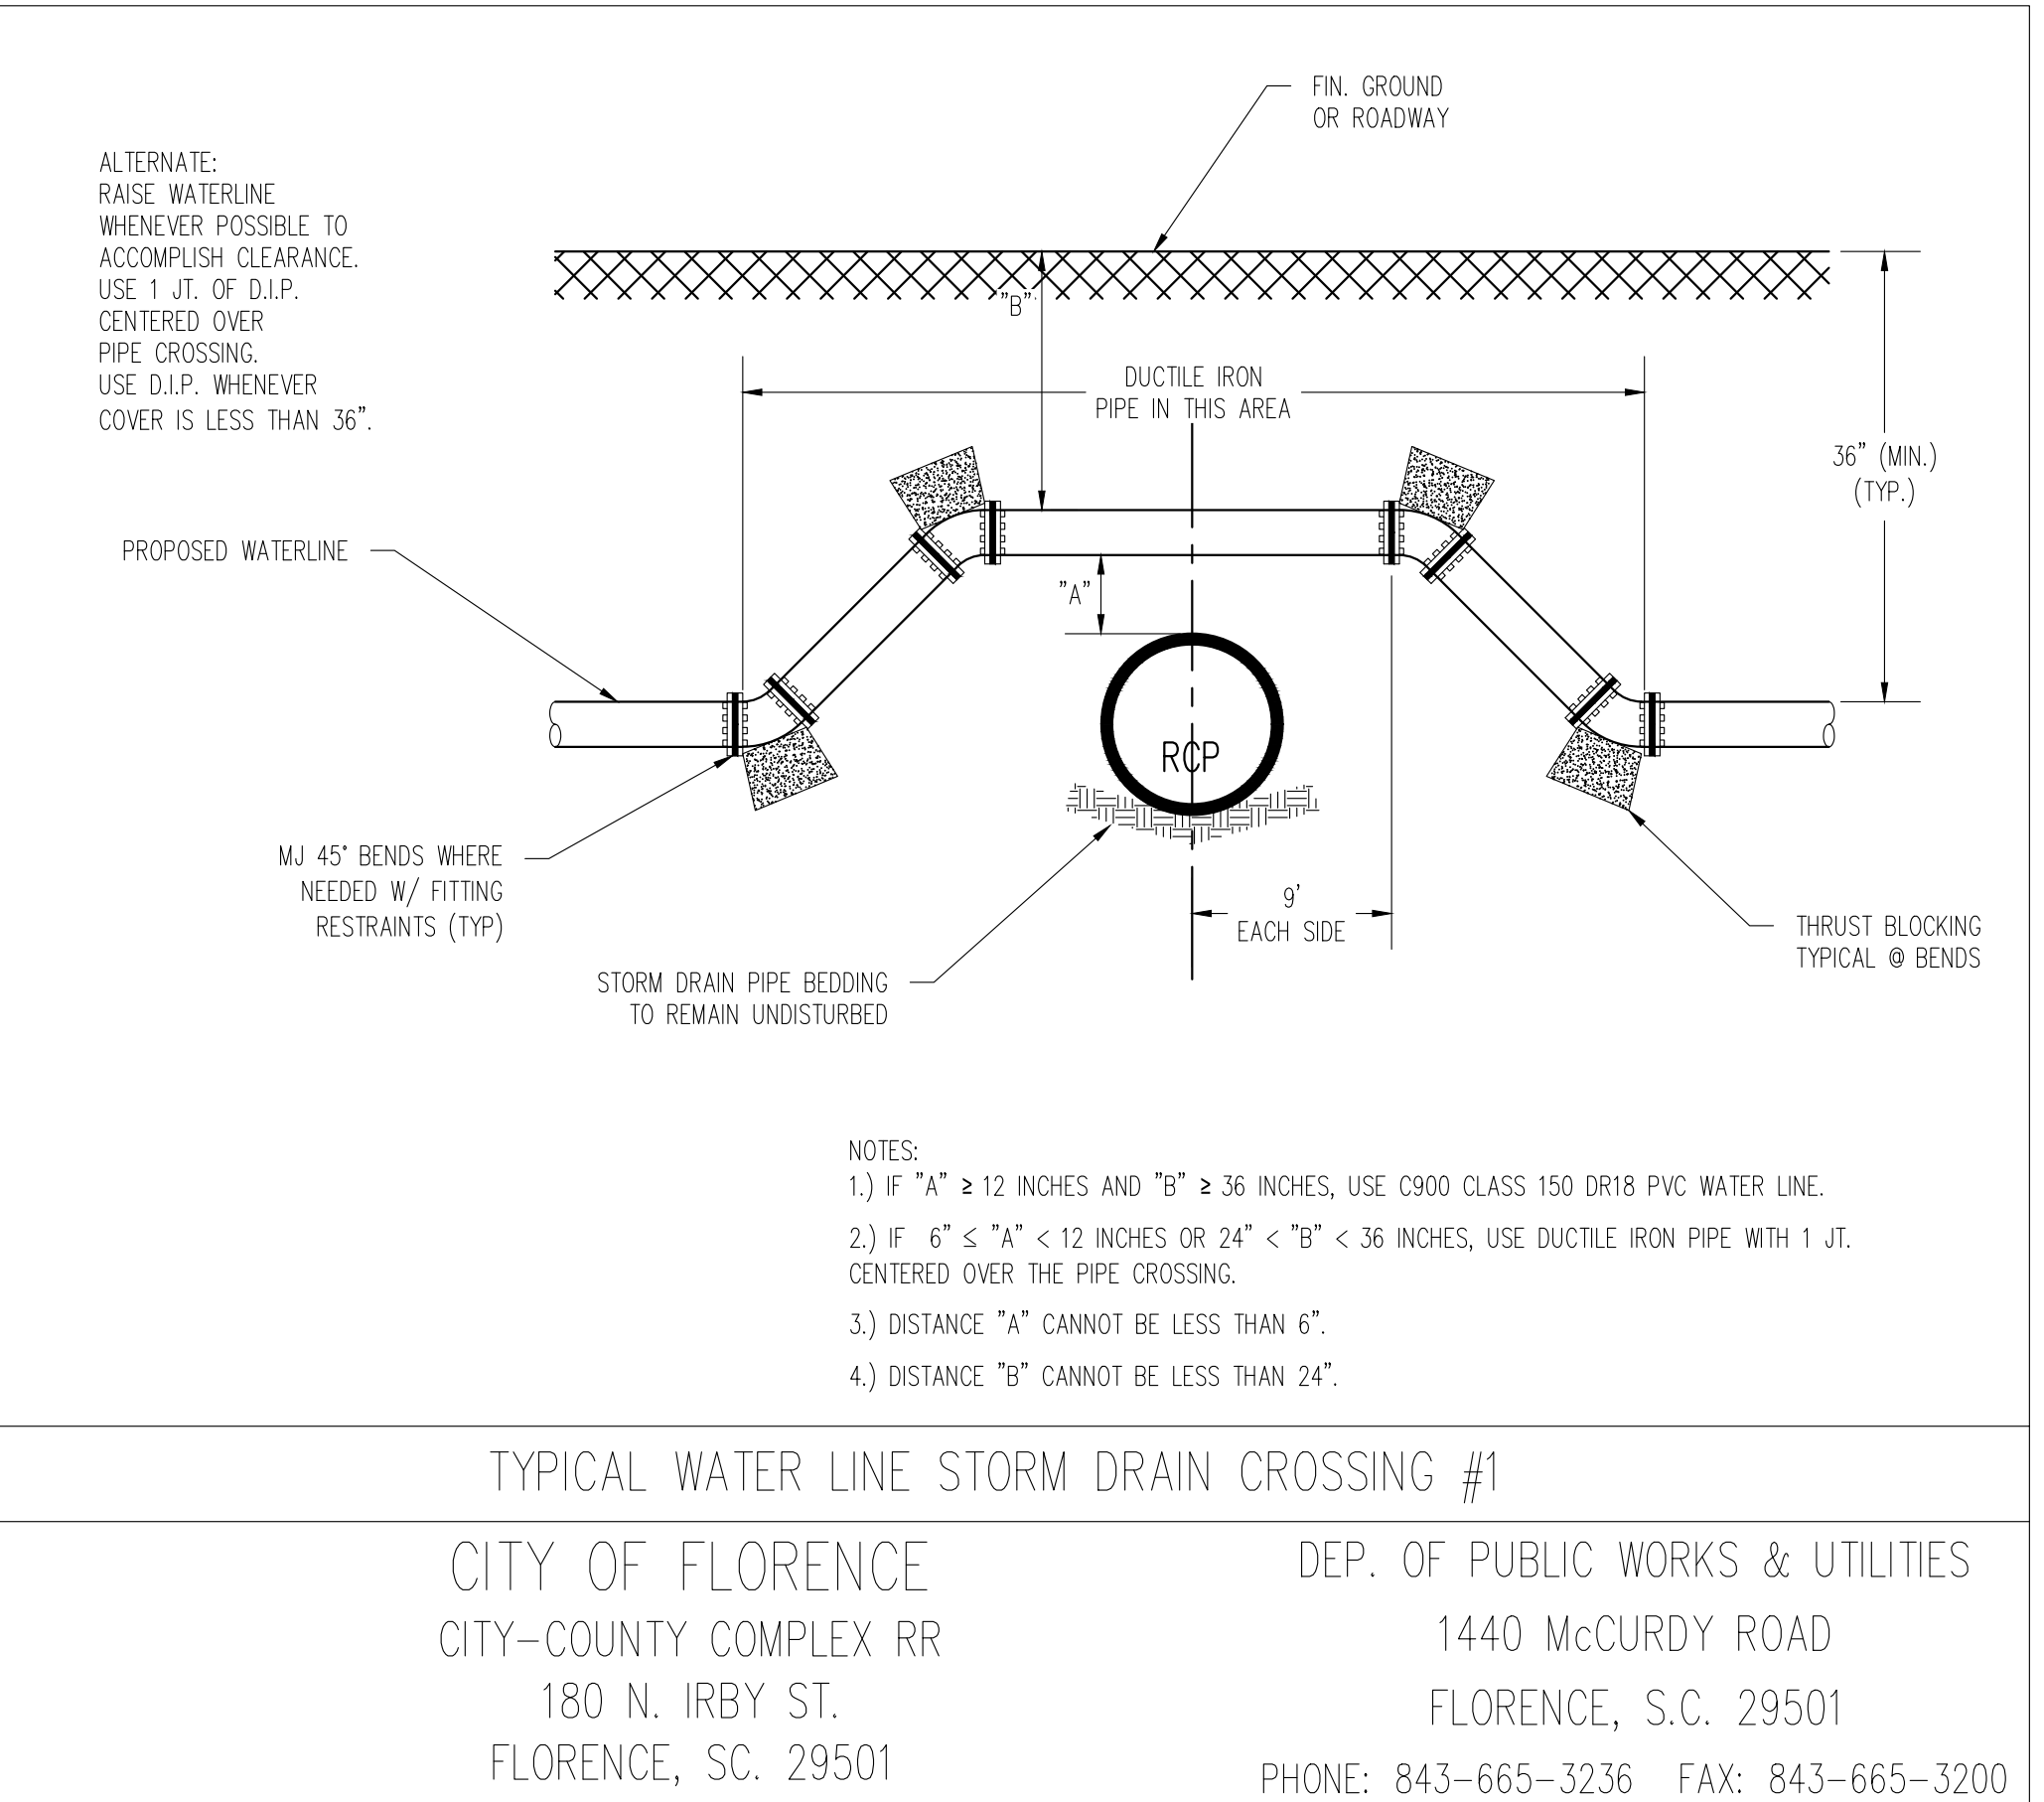 FIN. GROUND
OR ROADWAY
ALTERNATE:
RAISE WATERLINE
WHENEVER POSSIBLE TO
ACCOMPLISH CLEARANCE.
USE 1 JT. OF D.I.P.
CENTERED OVER
PIPE CROSSING.
USE D.I.P. WHENEVER
COVER IS LESS THAN 36".
"B"
DUCTILE IRON
PIPE IN THIS AREA
36" (MIN.)
(TYP.)
PROPOSED WATERLINE
"A"
RCP
MJ 45° BENDS WHERE
NEEDED W/ FITTING
RESTRAINTS (TYP)
9'
EACH SIDE
THRUST BLOCKING
TYPICAL @ BENDS
STORM DRAIN PIPE BEDDING
TO REMAIN UNDISTURBED
NOTES:
1.) IF "A" ≥ 12 INCHES AND "B" ≥ 36 INCHES, USE C900 CLASS 150 DR18 PVC WATER LINE.
2.) IF 6" ≤ "A" < 12 INCHES OR 24" < "B" < 36 INCHES, USE DUCTILE IRON PIPE WITH 1 JT.
CENTERED OVER THE PIPE CROSSING.
3.) DISTANCE "A" CANNOT BE LESS THAN 6".
4.) DISTANCE "B" CANNOT BE LESS THAN 24".
TYPICAL WATER LINE STORM DRAIN CROSSING #1
CITY OF FLORENCE
CITY-COUNTY COMPLEX RR
180 N. IRBY ST.
FLORENCE, SC. 29501
DEP. OF PUBLIC WORKS & UTILITIES
1440 McCURDY ROAD
FLORENCE, S.C. 29501
PHONE: 843-665-3236 FAX: 843-665-3200